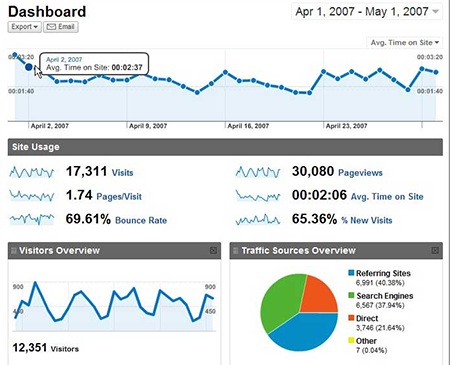 Dashboard
Apr 1, 2007 - May 1, 2007
Export
Email
Avg. Time on Site
April 2, 2007
Avg. Time on Site: 00:02:37
00:03:20
00:03:20
00:01:40
00:01:40
April 2, 2007
April 9, 2007
April 16, 2007
April 23, 2007
Site Usage
17,311 Visits
30,080 Pageviews
1.74 Pages/Visit
00:02:06 Avg. Time on Site
69.61% Bounce Rate
65.36% % New Visits
Visitors Overview
Traffic Sources Overview
900
900
450
450
12,351 Visitors
Referring Sites
6,991 (40.38%)
Search Engines
6,567 (37.94%)
Direct
3,746 (21.64%)
Other
7 (0.04%)